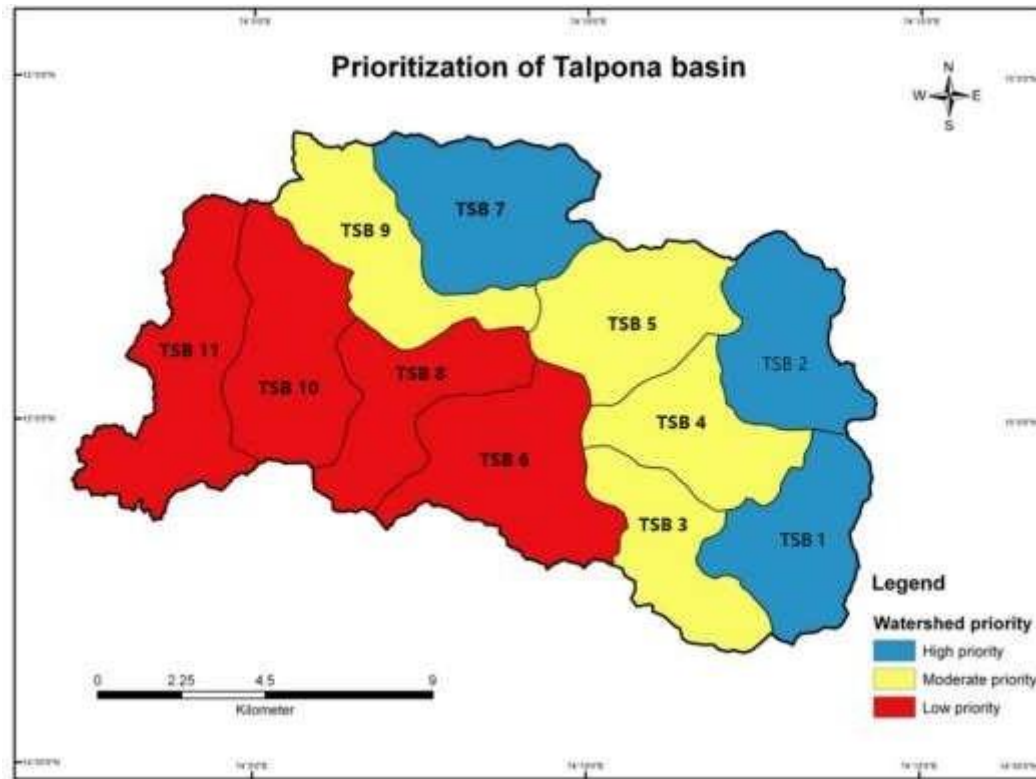 Prioritization of Talpona basin
N
W E
S
TSB 7
TSB 9
TSB 5
TSB 11
TSB 8
TSB 2
TSB 10
TSB 4
TSB 6
TSB 3
TSB 1
Legend
Watershed priority
High priority
Moderate priority
Low priority
0 2.25 4.5 9
Kilometer